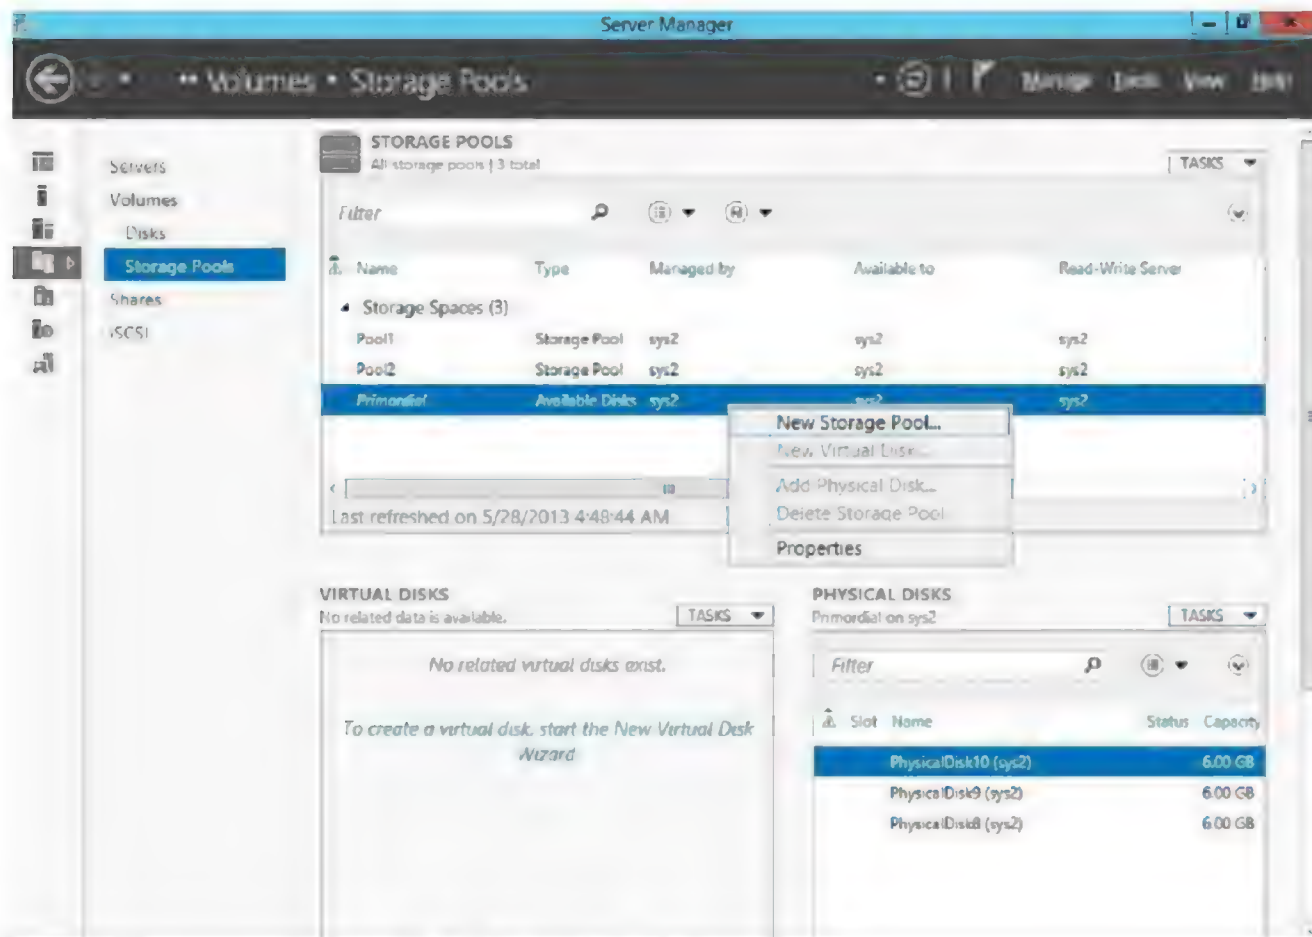 Server Manager
•• Volumes • Storage Pools
Manage Tools View Help
Servers
Volumes
Disks
Storage Pools
Shares
iSCSI
STORAGE POOLS
All storage pools | 3 total
TASKS
Filter
Name Type Managed by Available to Read-Write Server
Storage Spaces (3)
Pool1 Storage Pool sys2 sys2 sys2
Pool2 Storage Pool sys2 sys2 sys2
Primordial Available Disks sys2 sys2 sys2
New Storage Pool...
New Virtual Disk...
Add Physical Disk...
Delete Storage Pool
Properties
Last refreshed on 5/28/2013 4:48:44 AM
VIRTUAL DISKS
No related data is available.
TASKS
No related virtual disks exist.
To create a virtual disk, start the New Virtual Disk
Wizard
PHYSICAL DISKS
Primordial on sys2
TASKS
Filter
Slot Name Status Capacity
PhysicalDisk10 (sys2) 6.00 GB
PhysicalDisk9 (sys2) 6.00 GB
PhysicalDisk8 (sys2) 6.00 GB